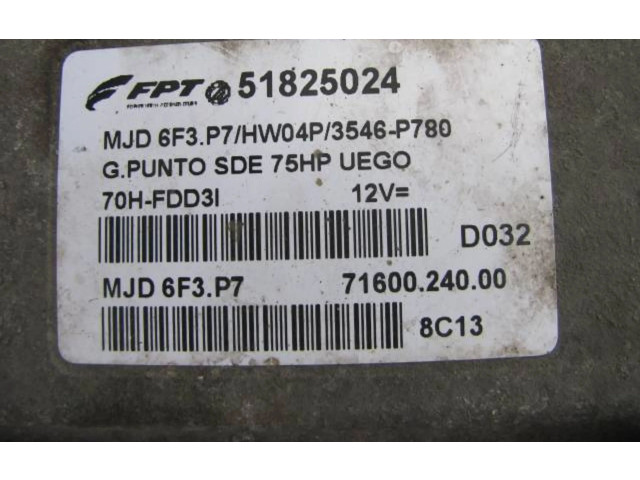 FPT 51825024
MJD 6F3.P7/HW04P/3546-P780
G.PUNTO SDE 75HP UEGO
70H-FDD3I 12V=
D032
MJD 6F3.P7 71600.240.00
8C13